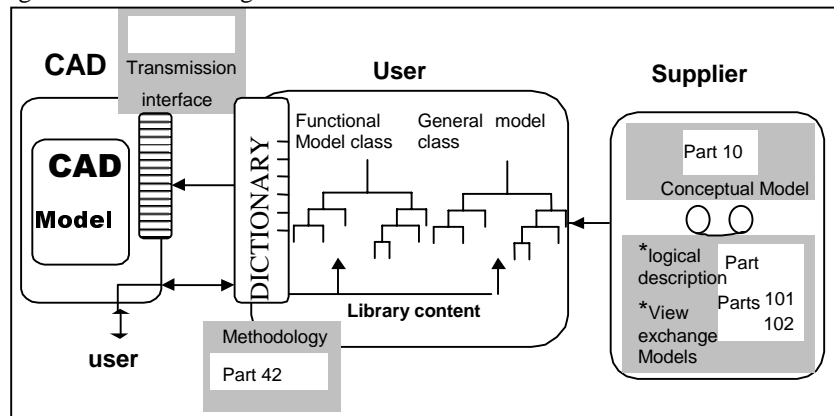 CAD
Transmission
interface
CAD
Model
user
User
DICTIONARY
Functional
Model class
General model
class
Library content
Methodology
Part 42
Supplier
Part 10
Conceptual Model
*logical
description
Part
Parts 101
102
*View
exchange
Models